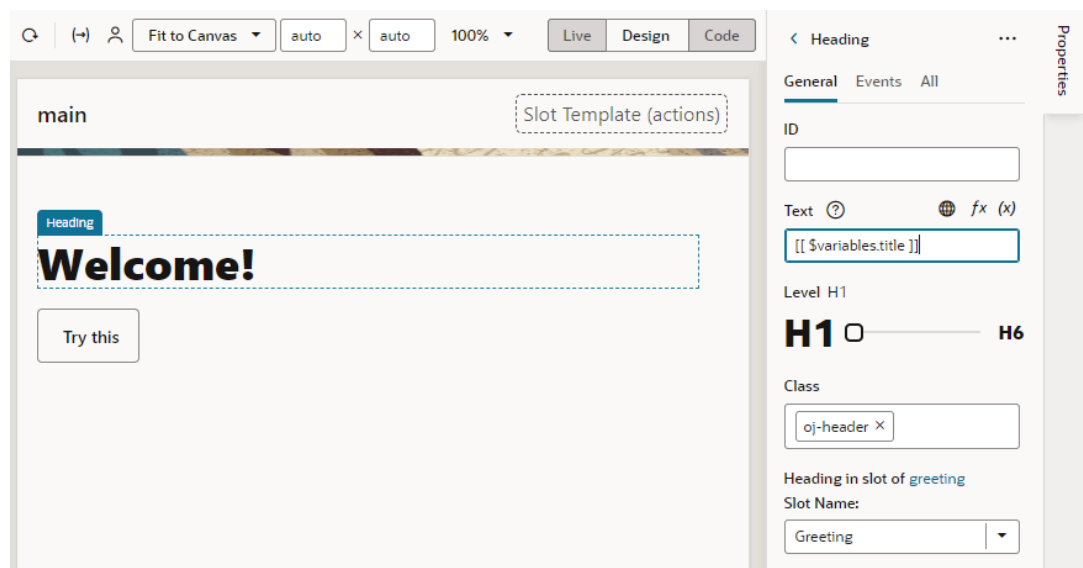 Fit to Canvas
auto × auto
100%
Live Design Code
main
Slot Template (actions)
Heading
Welcome!
Try this
Heading
General Events All
ID
Text ? fx (x)
[[ $variables.title ]]
Level H1
H1 H6
Class
oj-header ×
Heading in slot of greeting
Slot Name:
Greeting
Properties